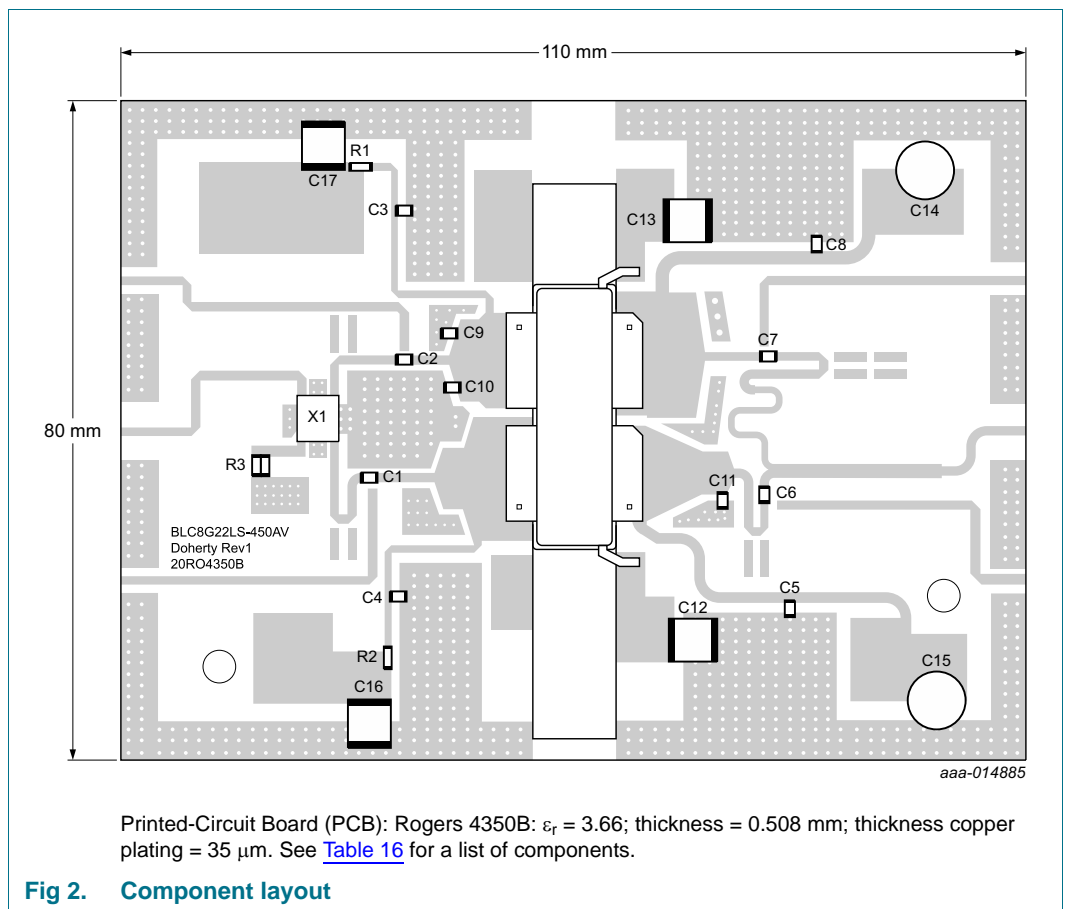 110 mm
80 mm
C17
R1
C3
C13
C14
C8
C9
C2
C7
C10
X1
R3
C1
C11
C6
BLC8G22LS-450AV
Doherty Rev1
20RO4350B
C4
C5
C12
R2
C15
C16
aaa-014885
Printed-Circuit Board (PCB): Rogers 4350B: εr = 3.66; thickness = 0.508 mm; thickness copper
plating = 35 μm. See Table 16 for a list of components.
Fig 2. Component layout